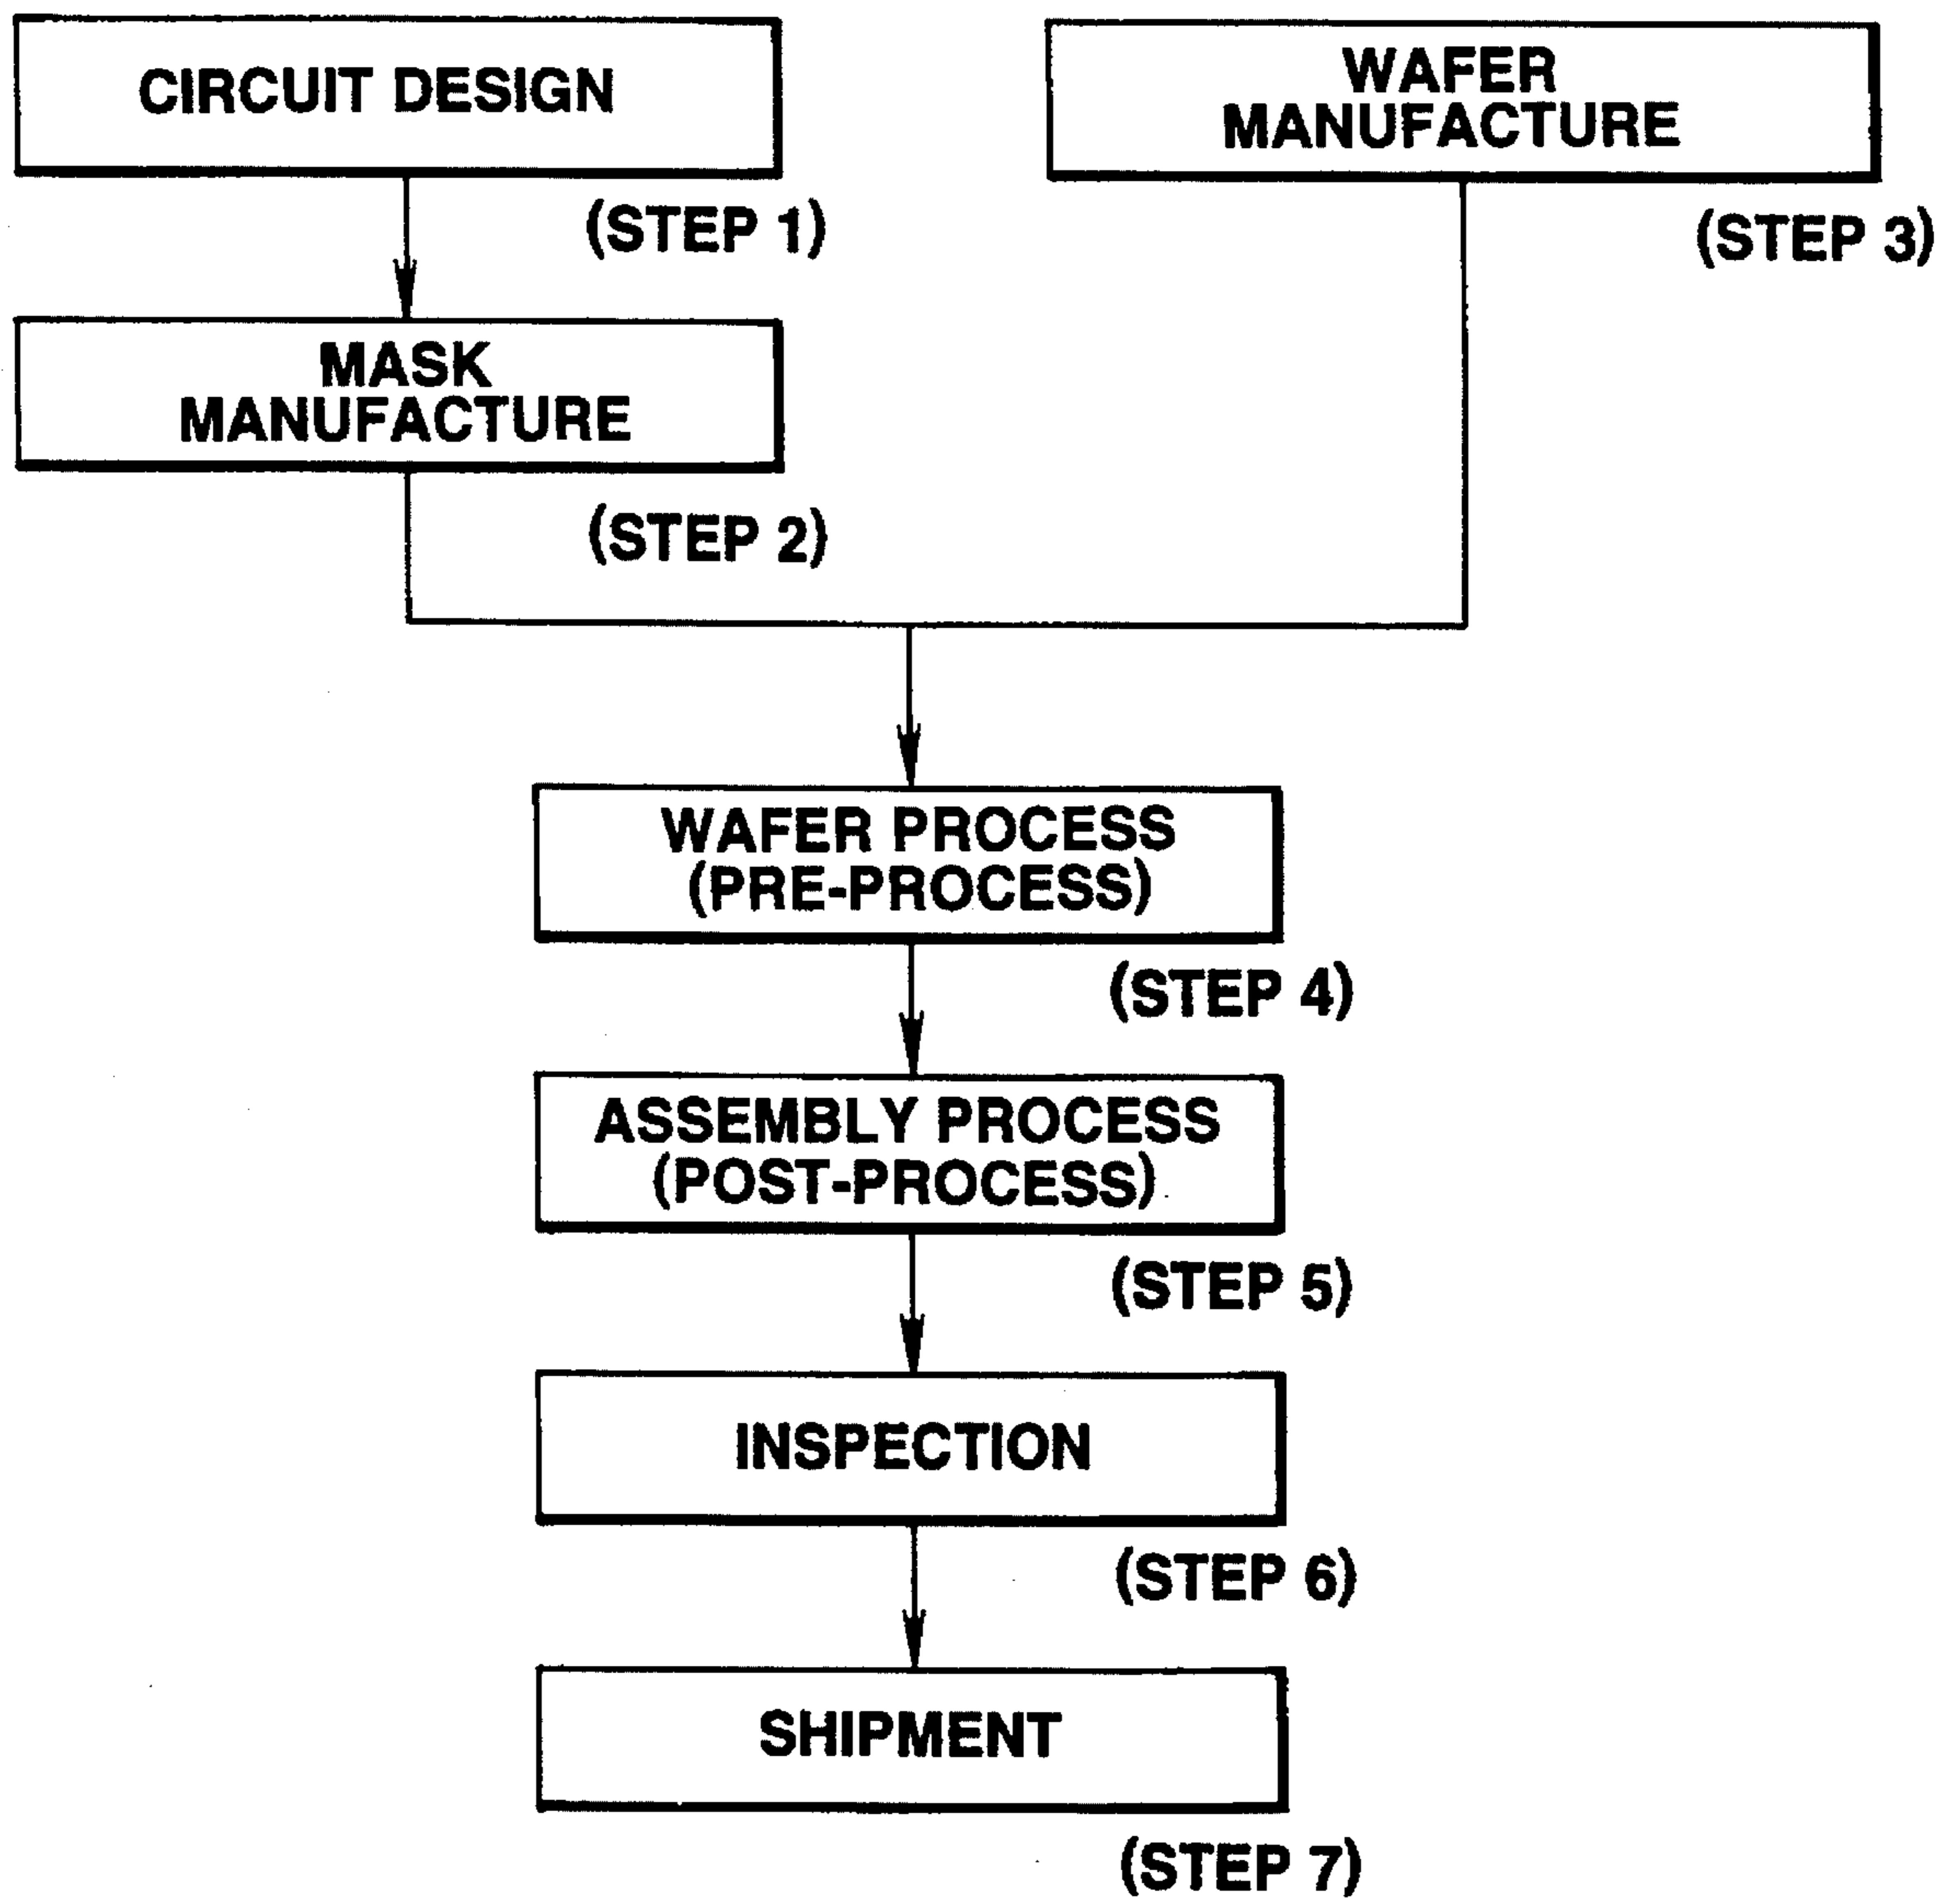 CIRCUIT DESIGN
(STEP 1)
MASK
MANUFACTURE
(STEP 2)
WAFER
MANUFACTURE
(STEP 3)
WAFER PROCESS
(PRE-PROCESS)
(STEP 4)
ASSEMBLY PROCESS
(POST-PROCESS)
(STEP 5)
INSPECTION
(STEP 6)
SHIPMENT
(STEP 7)